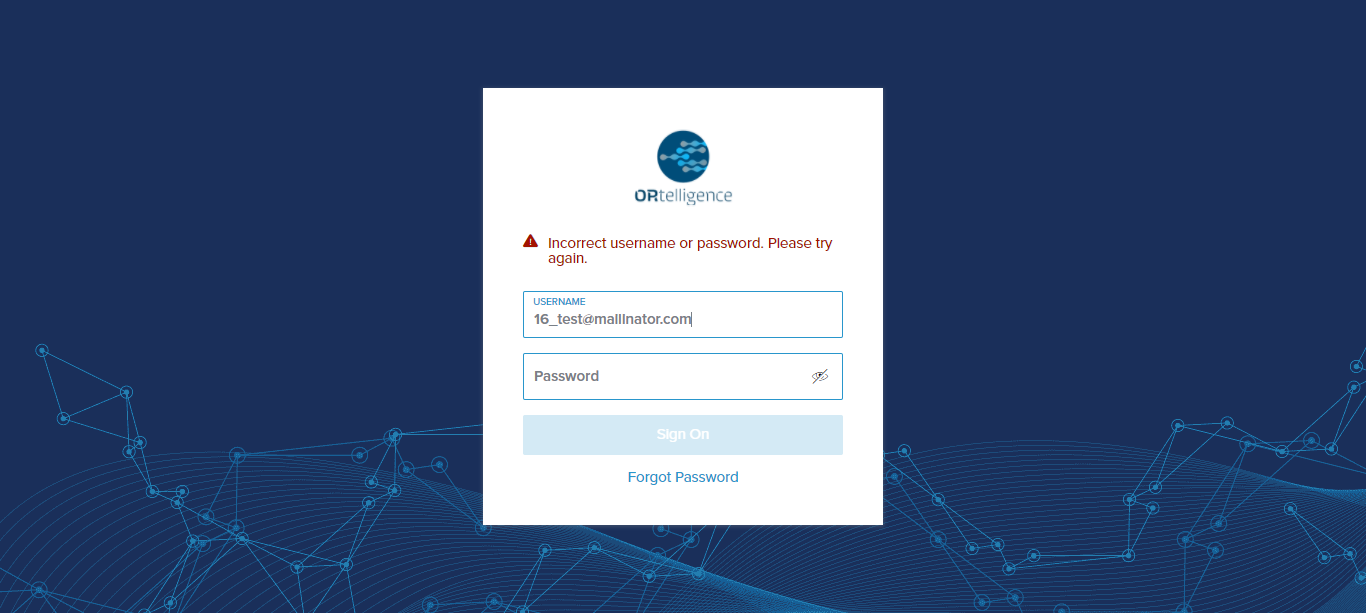 ORtelligence
Incorrect username or password. Please try
again.
USERNAME
16_test@mailinator.com
Password
Sign On
Forgot Password